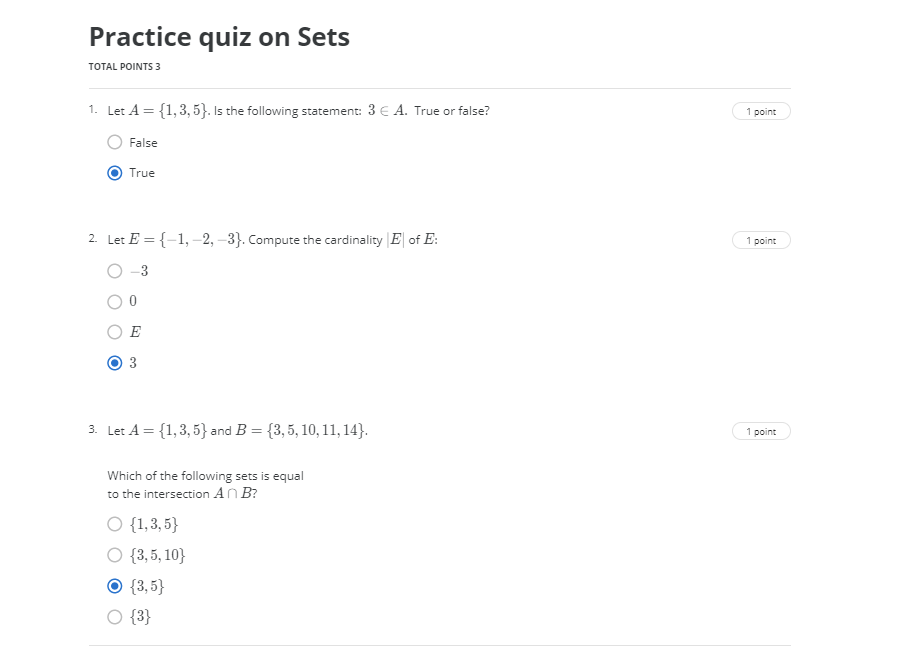 Practice quiz on Sets
TOTAL POINTS 3
1. Let A = {1, 3, 5}. Is the following statement: 3 ∈ A. True or false?
1 point
False
True
2. Let E = {−1, −2, −3}. Compute the cardinality |E| of E:
1 point
−3
0
E
3
3. Let A = {1, 3, 5} and B = {3, 5, 10, 11, 14}.
1 point
Which of the following sets is equal
to the intersection A ∩ B?
{1, 3, 5}
{3, 5, 10}
{3, 5}
{3}